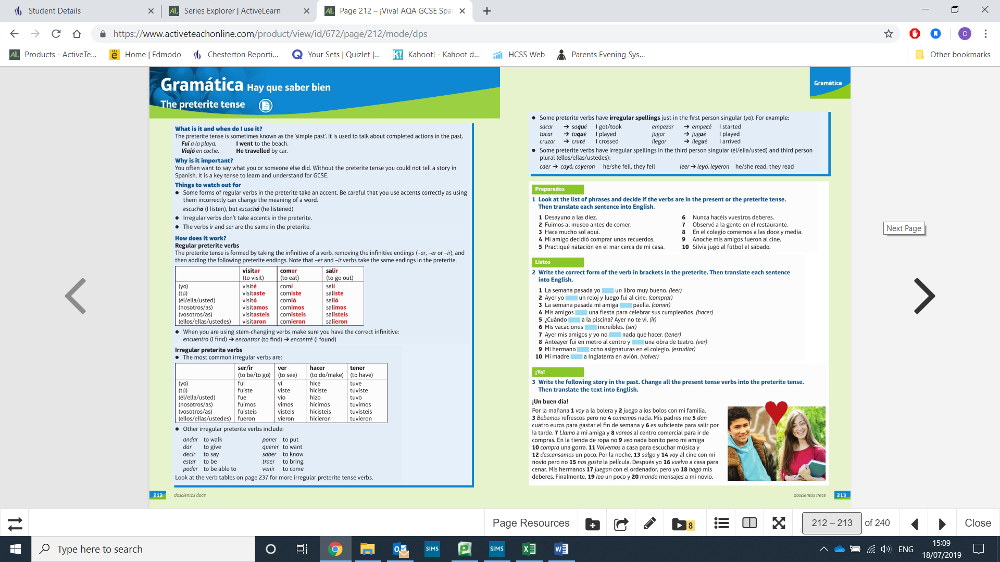 Student Details
Series Explorer | ActiveLearn
Page 212 – ¡Viva! AQA GCSE Spa
https://www.activeteachonline.com/product/view/id/672/page/212/mode/dps
C
Products - ActiveTe...
Home | Edmodo
Chesterton Reporti...
Your Sets | Quizlet |...
Kahoot! - Kahoot d...
HCSS Web
Parents Evening Sys...
Other bookmarks
Gramática Hay que saber bien
The preterite tense
What is it and when do I use it?
The preterite tense is sometimes known as the ‘simple past’. It is used to talk about completed actions in the past.
Fui a la playa. I went to the beach.
Viajó en coche. He travelled by car.
Why is it important?
You often want to say what you or someone else did. Without the preterite tense you could not tell a story in
Spanish. It is a key tense to learn and understand for GCSE.
Things to watch out for
• Some forms of regular verbs in the preterite take an accent. Be careful that you use accents correctly as using
them incorrectly can change the meaning of a word.
escucho (I listen), but escuchó (he listened)
• Irregular verbs don’t take accents in the preterite.
• The verbs ir and ser are the same in the preterite.
How does it work?
Regular preterite verbs
The preterite tense is formed by taking the infinitive of a verb, removing the infinitive endings (–ar, –er or –ir), and
then adding the following preterite endings. Note that –er and –ir verbs take the same endings in the preterite.
visitar comer salir
(to visit) (to eat) (to go out)
(yo) visité comí salí
(tú) visitaste comiste saliste
(él/ella/usted) visitó comió salió
(nosotros/as) visitamos comimos salimos
(vosotros/as) visitasteis comisteis salisteis
(ellos/ellas/ustedes) visitaron comieron salieron
• When you are using stem-changing verbs make sure you have the correct infinitive:
encuentro (I find) → encontrar (to find) → encontré (I found)
Irregular preterite verbs
• The most common irregular verbs are:
ser/ir ver hacer tener
(to be/to go) (to see) (to do/make) (to have)
(yo) fui vi hice tuve
(tú) fuiste viste hiciste tuviste
(él/ella/usted) fue vio hizo tuvo
(nosotros/as) fuimos vimos hicimos tuvimos
(vosotros/as) fuisteis visteis hicisteis tuvisteis
(ellos/ellas/ustedes) fueron vieron hicieron tuvieron
• Other irregular preterite verbs include:
andar to walk poner to put
dar to give querer to want
decir to say saber to know
estar to be traer to bring
poder to be able to venir to come
Look at the verb tables on page 237 for more irregular preterite tense verbs.
212 doscientos doce
Gramática
• Some preterite verbs have irregular spellings just in the first person singular (yo). For example:
sacar → saqué I got/took empezar → empecé I started
tocar → toqué I played jugar → jugué I played
cruzar → crucé I crossed llegar → llegué I arrived
• Some preterite verbs have irregular spellings in the third person singular (él/ella/usted) and third person
plural (ellos/ellas/ustedes):
caer → cayó, cayeron he/she fell, they fell leer → leyó, leyeron he/she read, they read
Preparados
1 Look at the list of phrases and decide if the verbs are in the present or the preterite tense.
Then translate each sentence into English.
1 Desayuno a las diez.
2 Fuimos al museo antes de comer.
3 Hace mucho sol aquí.
4 Mi amigo decidió comprar unos recuerdos.
5 Practiqué natación en el mar cerca de mi casa.
6 Nunca hacéis vuestros deberes.
7 Observé a la gente en el restaurante.
8 En el colegio comemos a las doce y media.
9 Anoche mis amigos fueron al cine.
10 Silvia jugó al fútbol el sábado.
Listos
2 Write the correct form of the verb in brackets in the preterite. Then translate each sentence
into English.
1 La semana pasada yo un libro muy bueno. (leer)
2 Ayer yo un reloj y luego fui al cine. (comprar)
3 La semana pasada mi amiga paella. (comer)
4 Mis amigos una fiesta para celebrar sus cumpleaños. (hacer)
5 ¿Cuándo a la piscina? Ayer no te vi. (ir)
6 Mis vacaciones increíbles. (ser)
7 Ayer mis amigos y yo no nada que hacer. (tener)
8 Anteayer fui en metro al centro y una obra de teatro. (ver)
9 Mi hermano ocho asignaturas en el colegio. (estudiar)
10 Mi madre a Inglaterra en avión. (volver)
¡Ya!
3 Write the following story in the past. Change all the present tense verbs into the preterite tense.
Then translate the text into English.
¡Un buen día!
Por la mañana 1 voy a la bolera y 2 juego a los bolos con mi familia.
3 Bebemos refrescos pero no 4 comemos nada. Mis padres me 5 dan
cuatro euros para gastar el fin de semana y 6 es suficiente para salir por
la tarde. 7 Llamo a mi amiga y 8 vamos al centro comercial para ir de
compras. En la tienda de ropa no 9 veo nada bonito pero mi amiga
10 compra una gorra. 11 Volvemos a casa para escuchar música y
12 descansamos un poco. Por la noche, 13 salgo y 14 voy al cine con mi
novio pero no 15 nos gusta la película. Después yo 16 vuelvo a casa para
cenar. Mis hermanos 17 juegan con el ordenador, pero yo 18 hago mis
deberes. Finalmente, 19 leo un poco y 20 mando mensajes a mi novio.
doscientos trece 213
Next Page
Page Resources
8
212 – 213 of 240
Close
Type here to search
SIMS
SIMS
ENG
15:09
18/07/2019